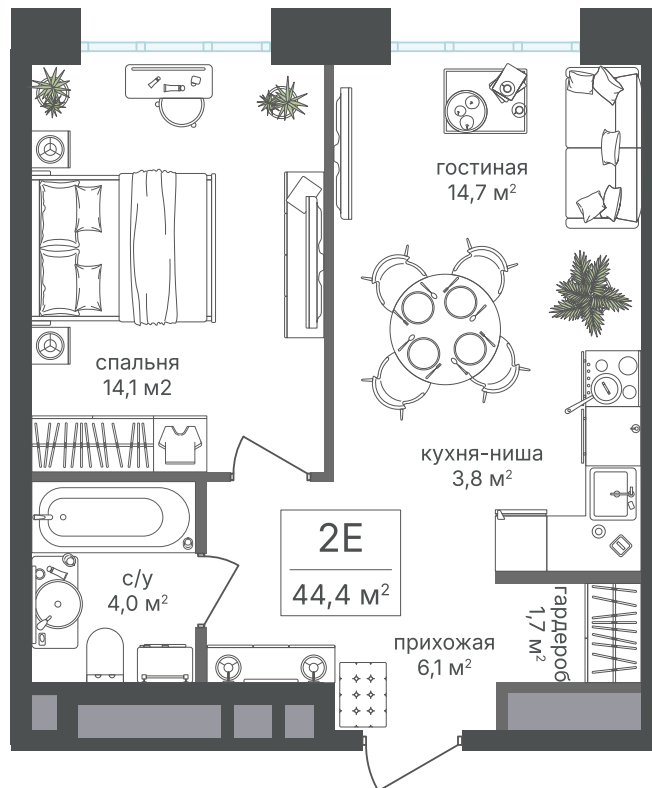 гостиная
14,7 м²
спальня
14,1 м2
кухня-ниша
3,8 м²
2Е
44,4 м²
с/у
4,0 м²
гардероб
1,7 м²
прихожая
6,1 м²